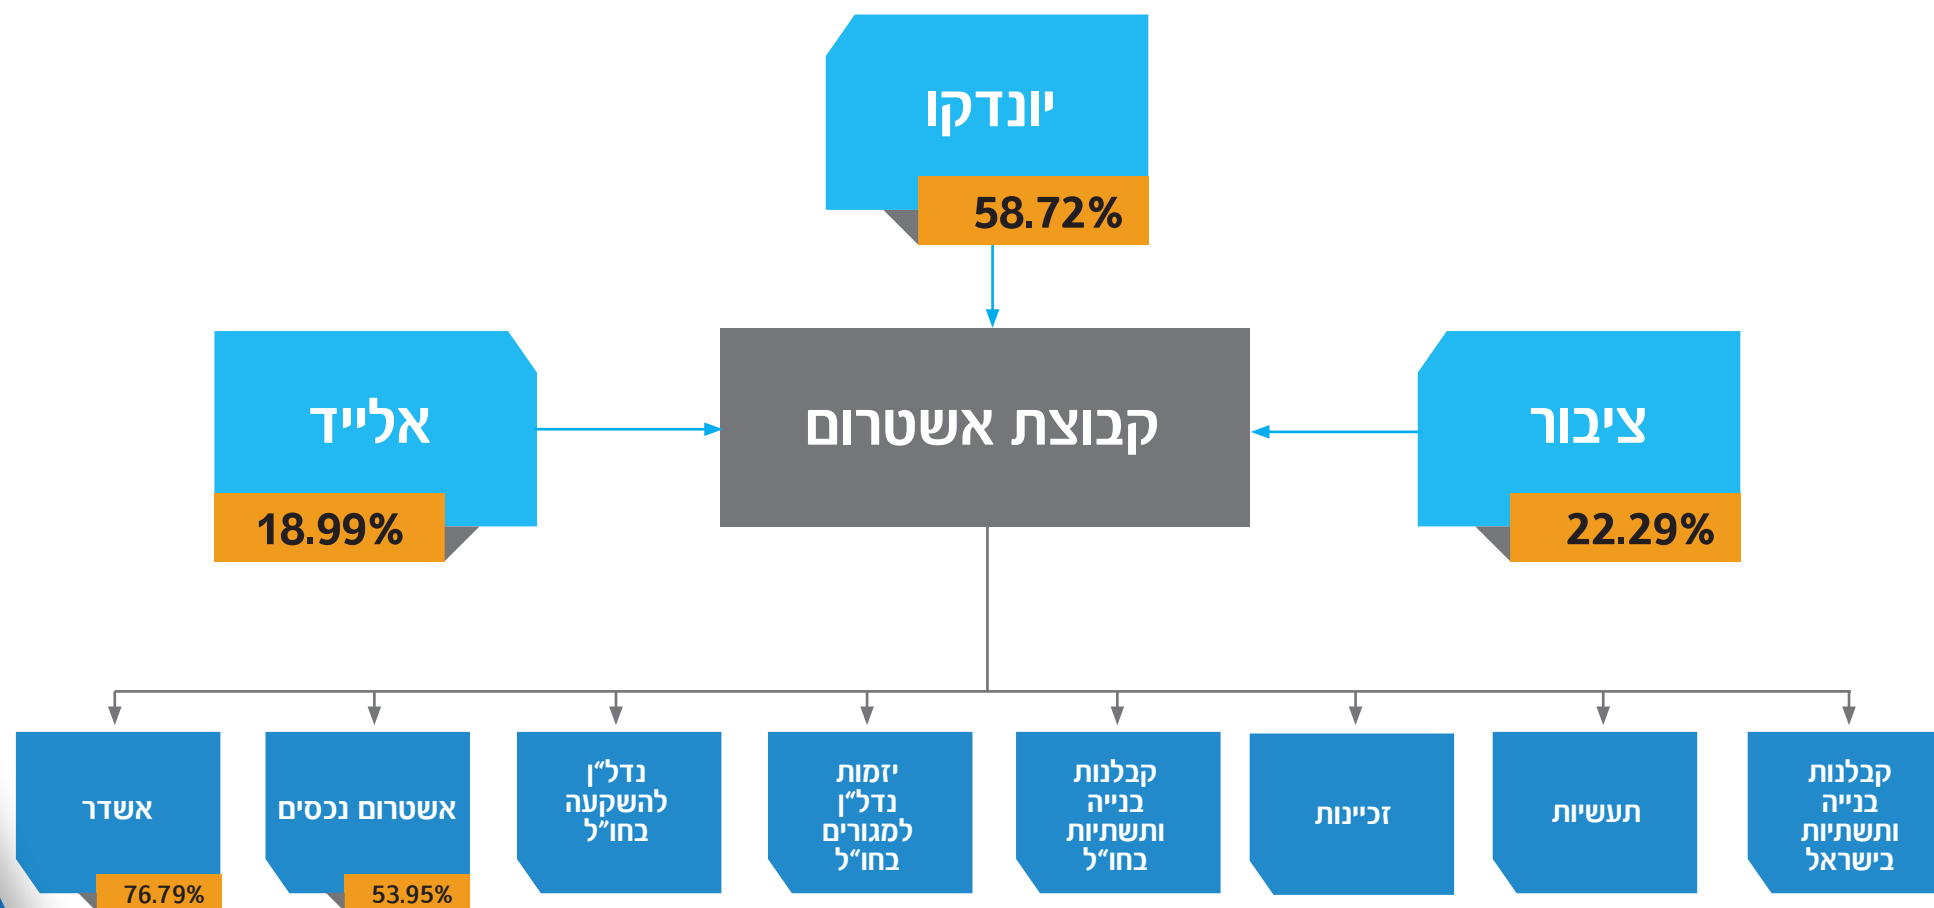 יונדקו
58.72%
ציבור
22.29%
קבוצת אשטרום
אלייד
18.99%
קבלנות
בנייה
ותשתיות
בישראל
תעשיות
זכיינות
קבלנות
בנייה
ותשתיות
בחו"ל
יזמות
נדל"ן
למגורים
בחו"ל
נדל"ן
להשקעה
בחו"ל
אשטרום נכסים
53.95%
אשדר
76.79%